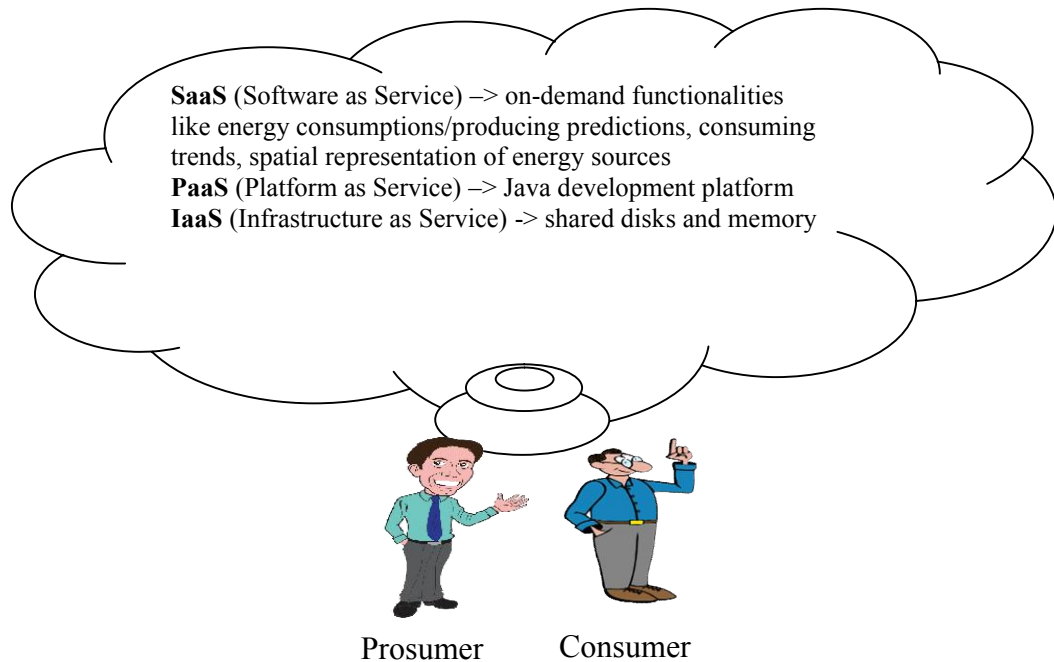 SaaS (Software as Service) –> on-demand functionalities
like energy consumptions/producing predictions, consuming
trends, spatial representation of energy sources
PaaS (Platform as Service) –> Java development platform
IaaS (Infrastructure as Service) -> shared disks and memory
Prosumer Consumer